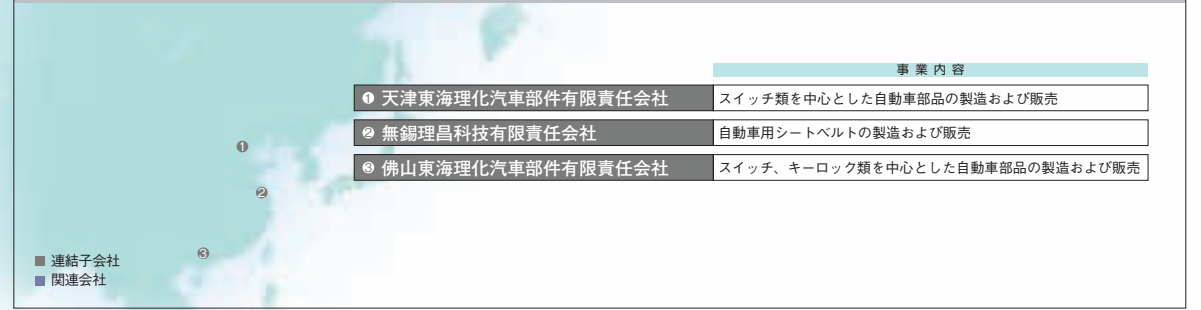 事業内容
❶ 天津東海理化汽車部件有限責任会社 スイッチ類を中心とした自動車部品の製造および販売
❷ 無錫理昌科技有限責任会社 自動車用シートベルトの製造および販売
❸ 佛山東海理化汽車部件有限責任会社 スイッチ、キーロック類を中心とした自動車部品の製造および販売
❶
❷
❸
■ 連結子会社
■ 関連会社